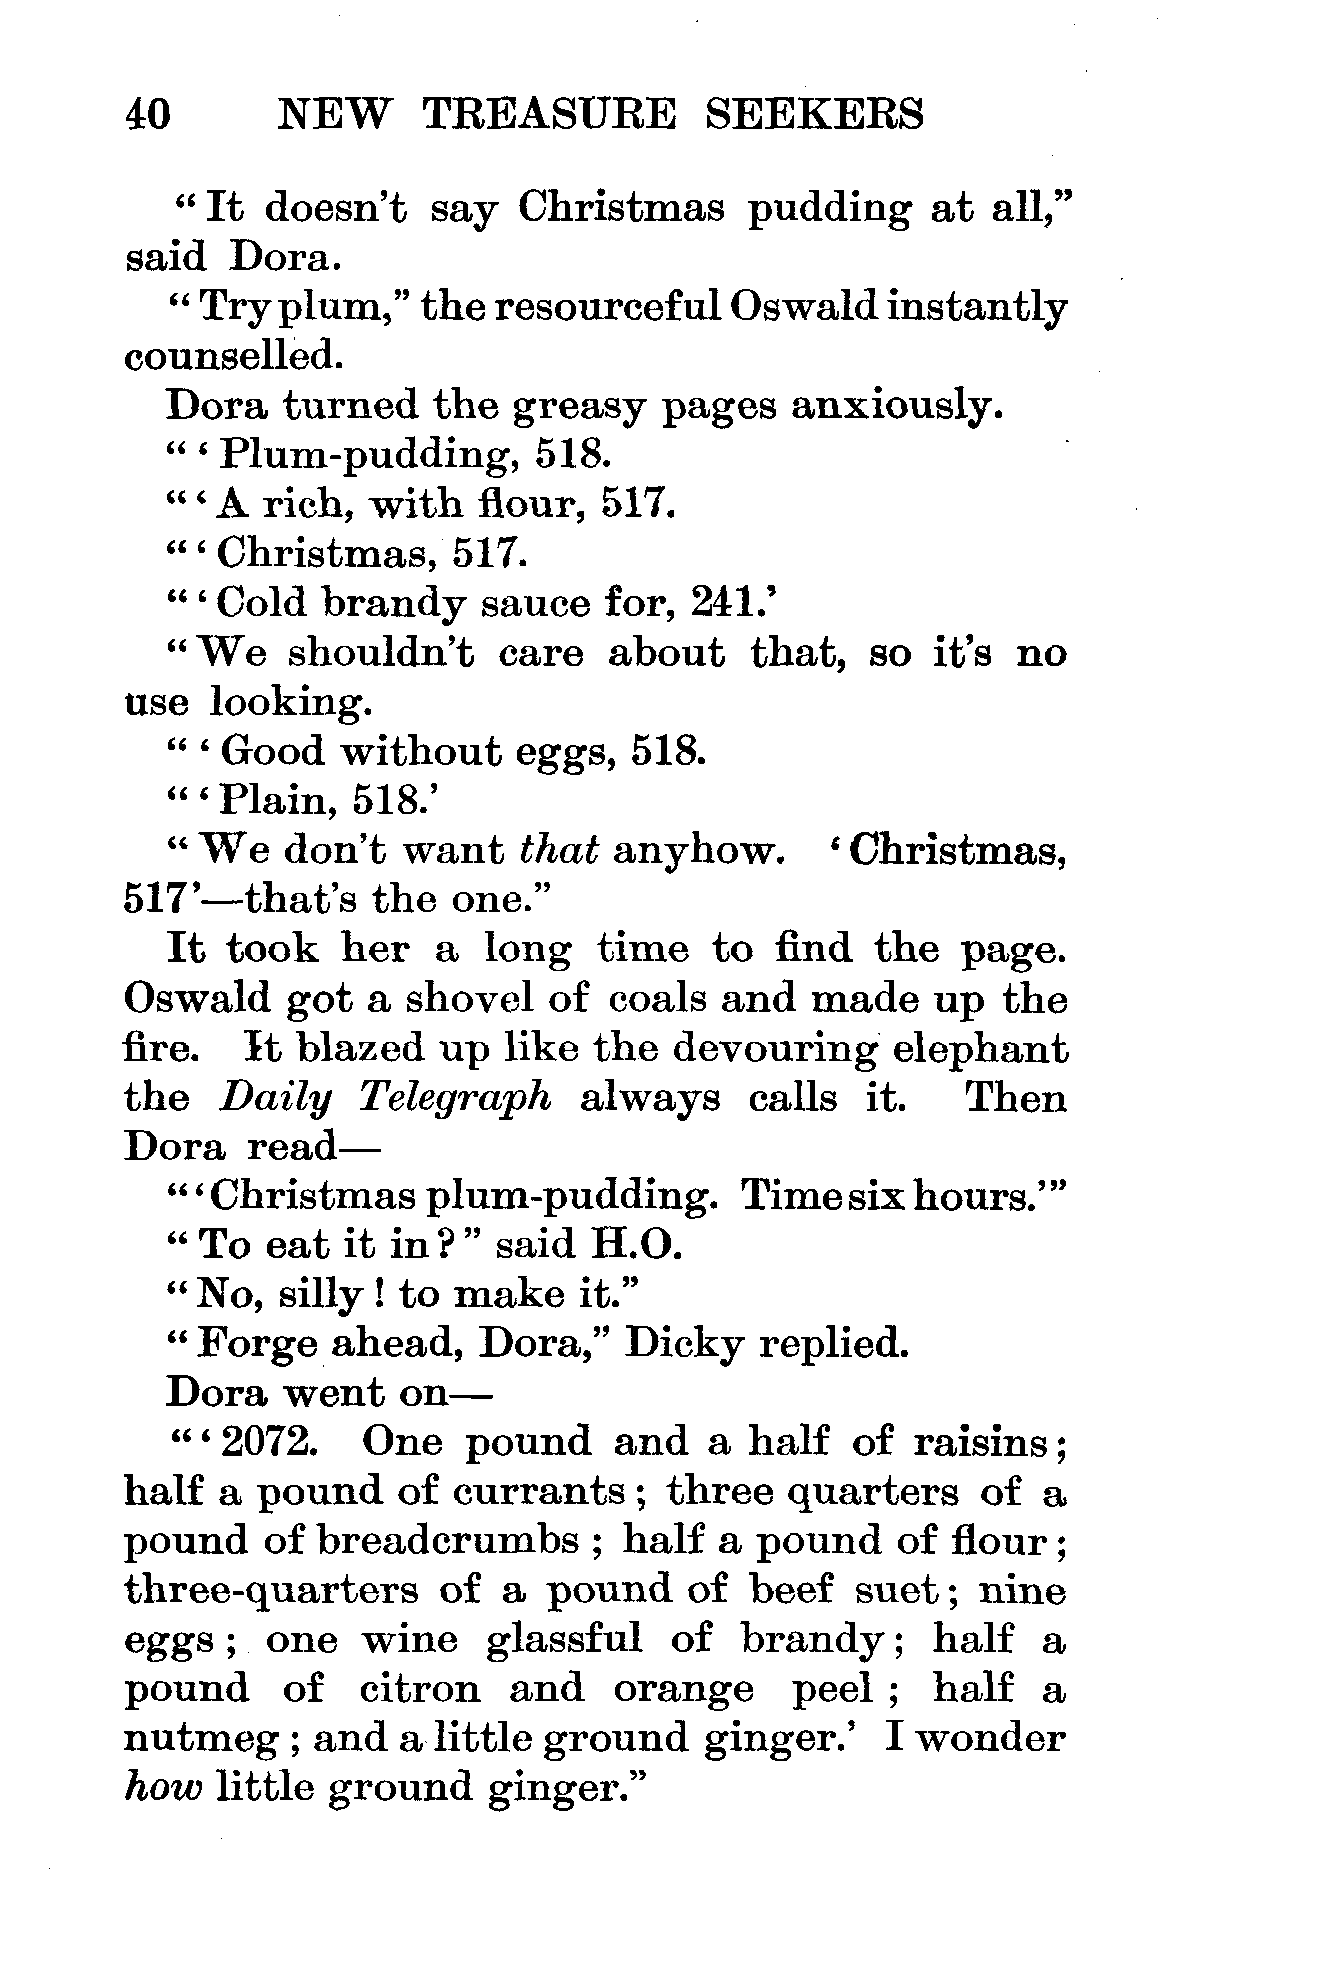 40 NEW TREASURE SEEKERS
“It doesn’t say Christmas pudding at all,”
said Dora.
“Try plum,” the resourceful Oswald instantly
counselled.
Dora turned the greasy pages anxiously.
“‘Plum-pudding, 518.
“‘A rich, with flour, 517.
“‘Christmas, 517.
“‘Cold brandy sauce for, 241.’
“We shouldn’t care about that, so it’s no
use looking.
“‘Good without eggs, 518.
“‘Plain, 518.’
“We don’t want that anyhow. ‘Christmas,
517’—that’s the one.”
It took her a long time to find the page.
Oswald got a shovel of coals and made up the
fire. It blazed up like the devouring elephant
the Daily Telegraph always calls it. Then
Dora read—
“‘Christmas plum-pudding. Time six hours.’”
“To eat it in?” said H.O.
“No, silly! to make it.”
“Forge ahead, Dora,” Dicky replied.
Dora went on—
“‘2072. One pound and a half of raisins;
half a pound of currants; three quarters of a
pound of breadcrumbs; half a pound of flour;
three-quarters of a pound of beef suet; nine
eggs; one wine glassful of brandy; half a
pound of citron and orange peel; half a
nutmeg; and a little ground ginger.’ I wonder
how little ground ginger.”